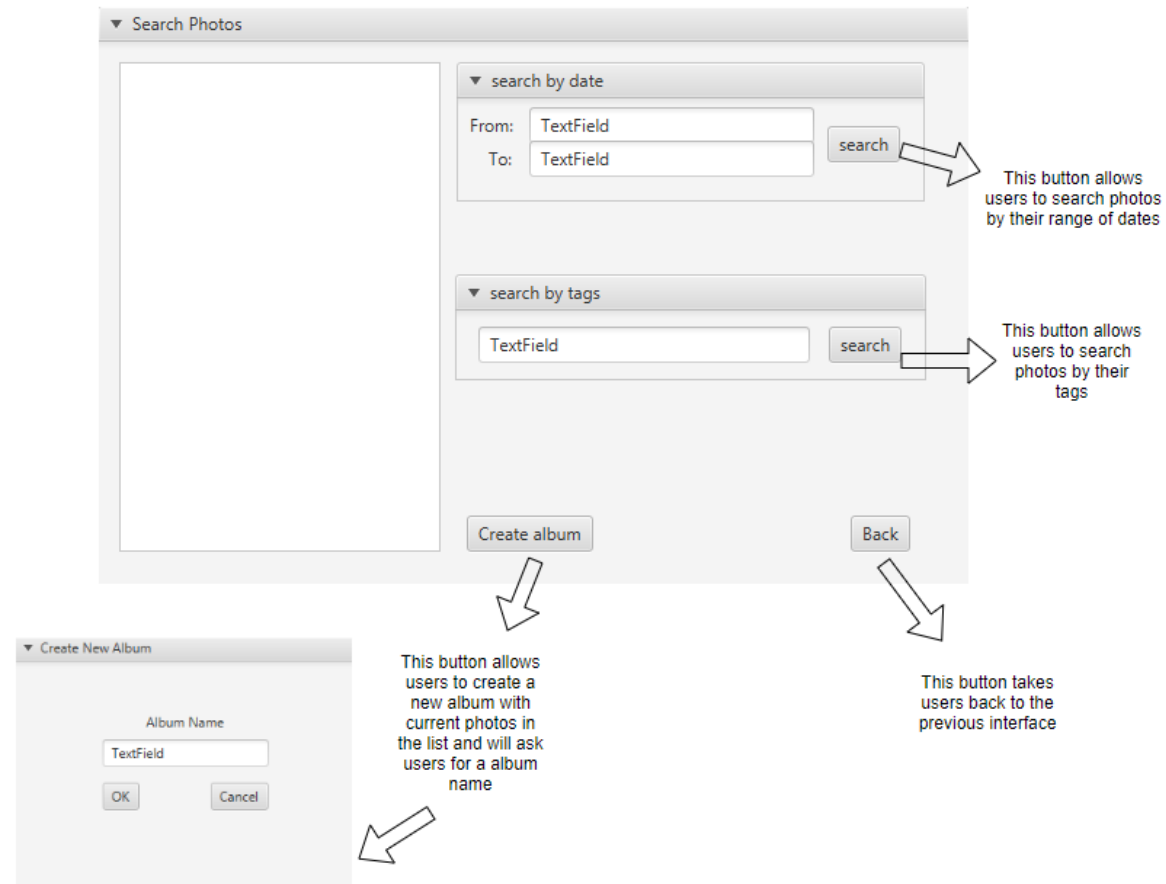 Search Photos
search by date
From:
TextField
To:
TextField
search
This button allows
users to search photos
by their range of dates
search by tags
TextField
search
This button allows
users to search
photos by their
tags
Create album
Back
This button allows
users to create a
new album with
current photos in
the list and will ask
users for a album
name
This button takes
users back to the
previous interface
Create New Album
Album Name
TextField
OK
Cancel